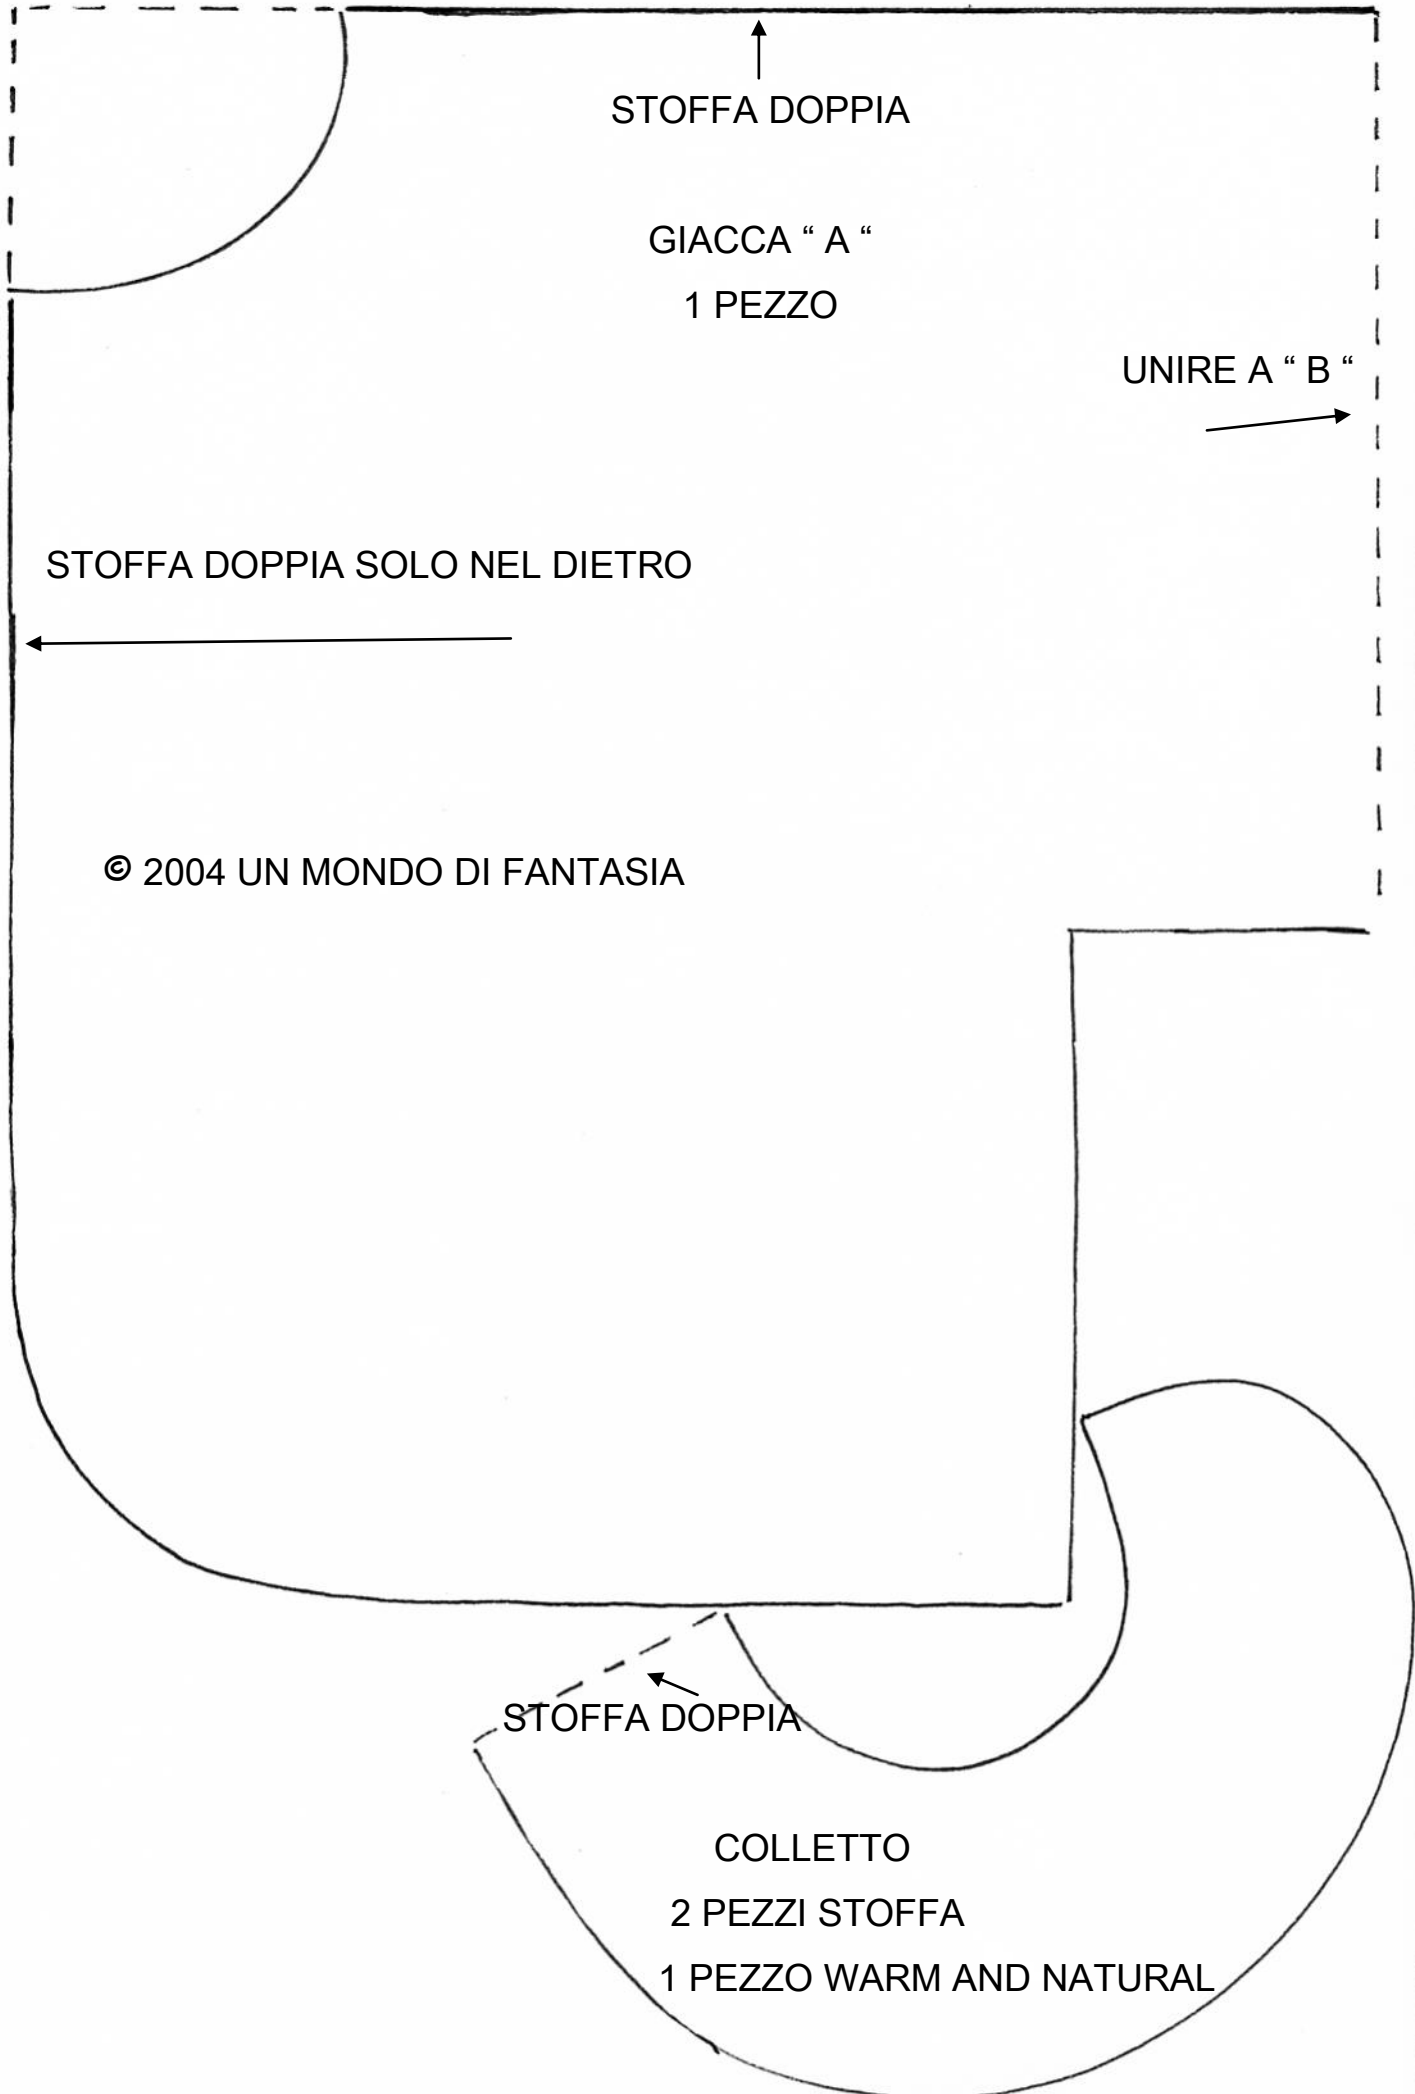 STOFFA DOPPIA
GIACCA “ A “
1 PEZZO
UNIRE A “ B “
STOFFA DOPPIA SOLO NEL DIETRO
© 2004 UN MONDO DI FANTASIA
STOFFA DOPPIA
COLLETTO
2 PEZZI STOFFA
1 PEZZO WARM AND NATURAL